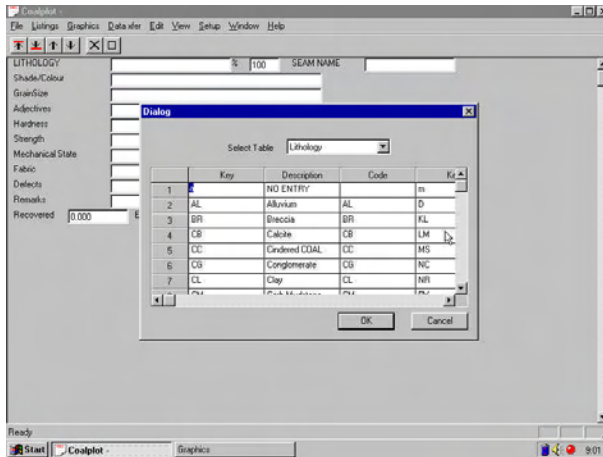 Coalplot -
File Listings Graphics Data xfer Edit View Setup Window Help
LITHOLOGY % 100 SEAM NAME
Shade/Colour
GrainSize
Adjectives
Hardness
Strength
Mechanical State
Fabric
Defects
Remarks
Recovered 0.000 E
Dialog
Select Table Lithology
Key Description Code Ke
1 NO ENTRY m
2 AL Alluvium AL D
3 BR Breccia BR KL
4 CB Calcite CB LM
5 CC Cindered COAL CC MS
6 CG Conglomerate CG NC
7 CL Clay CL NR
OK Cancel
Ready
Start Coalplot - Graphics 9:01